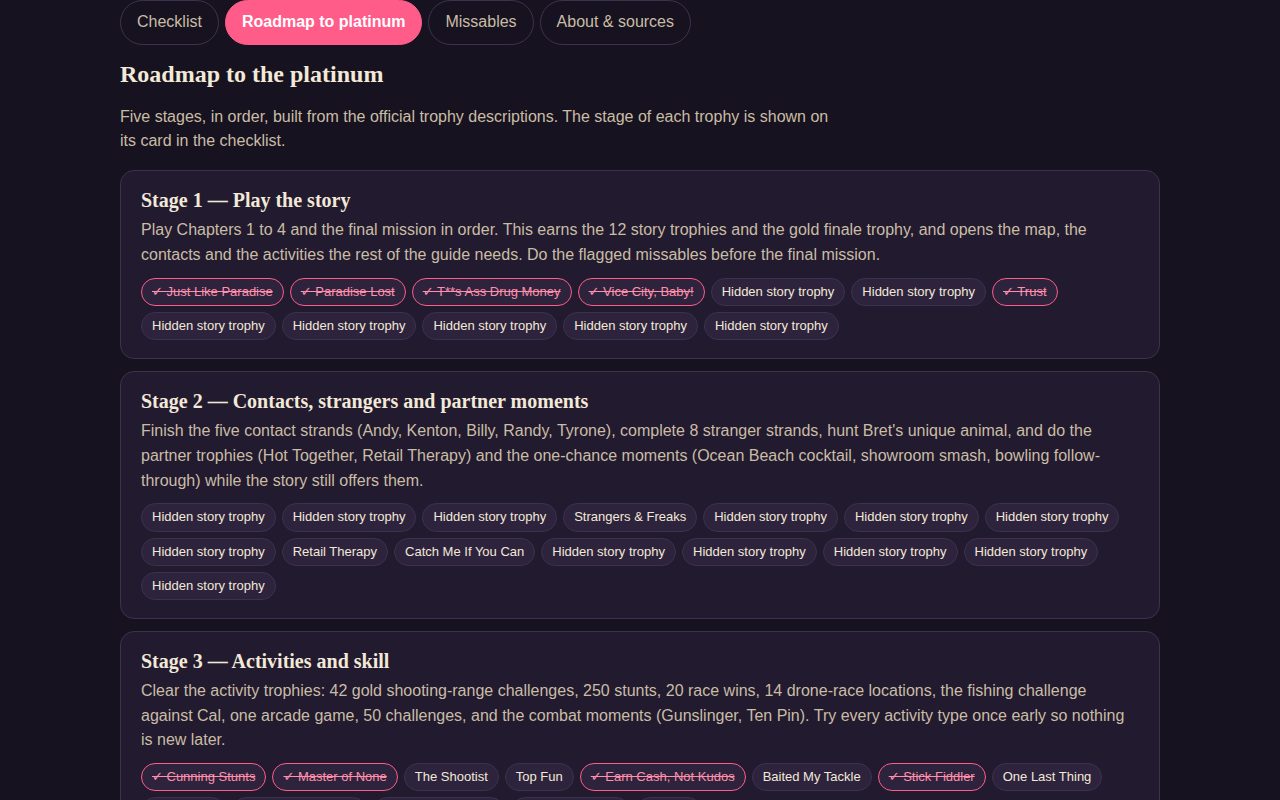 Checklist Roadmap to platinum Missables About & sources
Roadmap to the platinum
Five stages, in order, built from the official trophy descriptions. The stage of each trophy is shown on
its card in the checklist.
Stage 1 — Play the story
Play Chapters 1 to 4 and the final mission in order. This earns the 12 story trophies and the gold finale trophy, and opens the map, the
contacts and the activities the rest of the guide needs. Do the flagged missables before the final mission.
✓ Just Like Paradise ✓ Paradise Lost ✓ T**s Ass Drug Money ✓ Vice City, Baby! Hidden story trophy Hidden story trophy ✓ Trust
Hidden story trophy Hidden story trophy Hidden story trophy Hidden story trophy Hidden story trophy
Stage 2 — Contacts, strangers and partner moments
Finish the five contact strands (Andy, Kenton, Billy, Randy, Tyrone), complete 8 stranger strands, hunt Bret's unique animal, and do the
partner trophies (Hot Together, Retail Therapy) and the one-chance moments (Ocean Beach cocktail, showroom smash, bowling follow-
through) while the story still offers them.
Hidden story trophy Hidden story trophy Hidden story trophy Strangers & Freaks Hidden story trophy Hidden story trophy Hidden story trophy
Hidden story trophy Retail Therapy Catch Me If You Can Hidden story trophy Hidden story trophy Hidden story trophy Hidden story trophy
Hidden story trophy
Stage 3 — Activities and skill
Clear the activity trophies: 42 gold shooting-range challenges, 250 stunts, 20 race wins, 14 drone-race locations, the fishing challenge
against Cal, one arcade game, 50 challenges, and the combat moments (Gunslinger, Ten Pin). Try every activity type once early so nothing
is new later.
✓ Cunning Stunts ✓ Master of None The Shootist Top Fun ✓ Earn Cash, Not Kudos Baited My Tackle ✓ Stick Fiddler One Last Thing